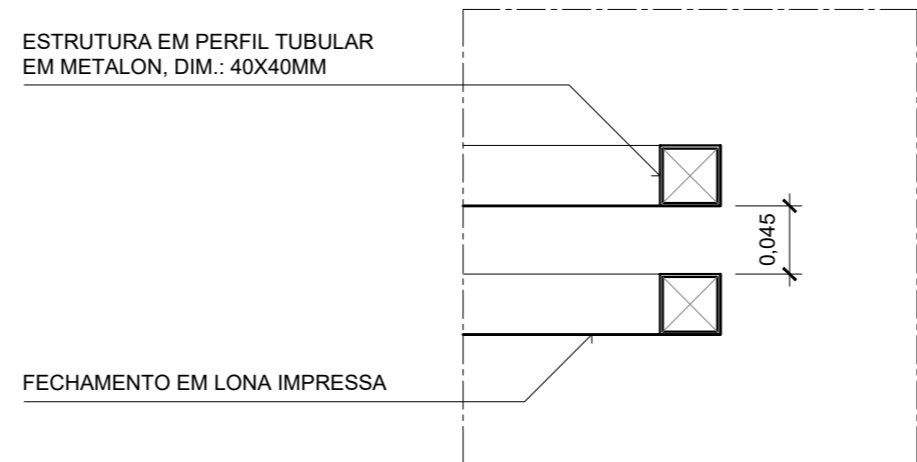 ESTRUTURA EM PERFIL TUBULAR
EM METALON, DIM.: 40X40MM
0,045
FECHAMENTO EM LONA IMPRESSA